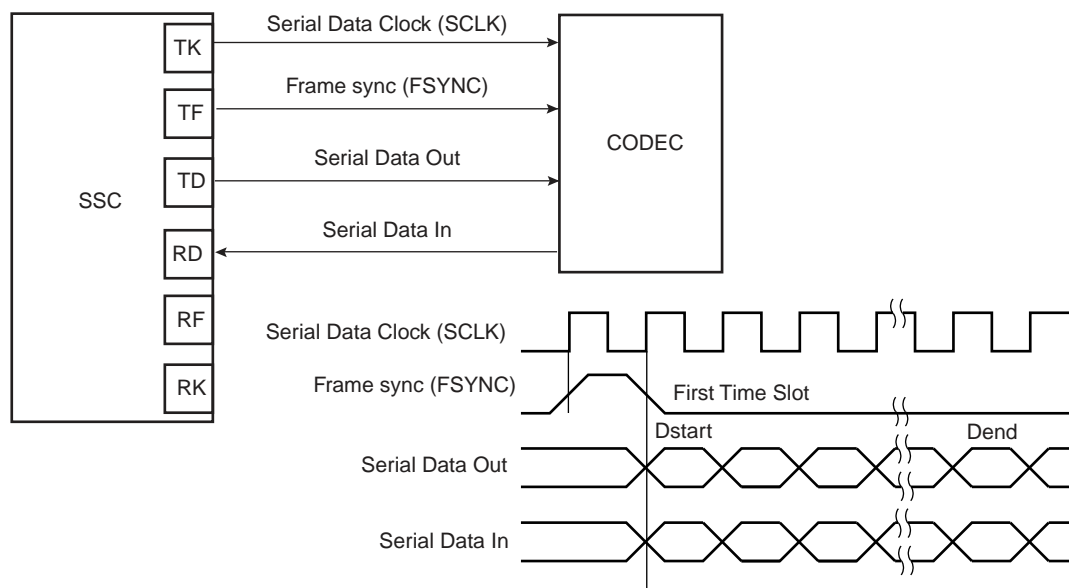 Serial Data Clock (SCLK)
TK
Frame sync (FSYNC)
TF
CODEC
Serial Data Out
TD
SSC
Serial Data In
RD
RF
Serial Data Clock (SCLK)
RK
Frame sync (FSYNC)
First Time Slot
Dstart
Dend
Serial Data Out
Serial Data In